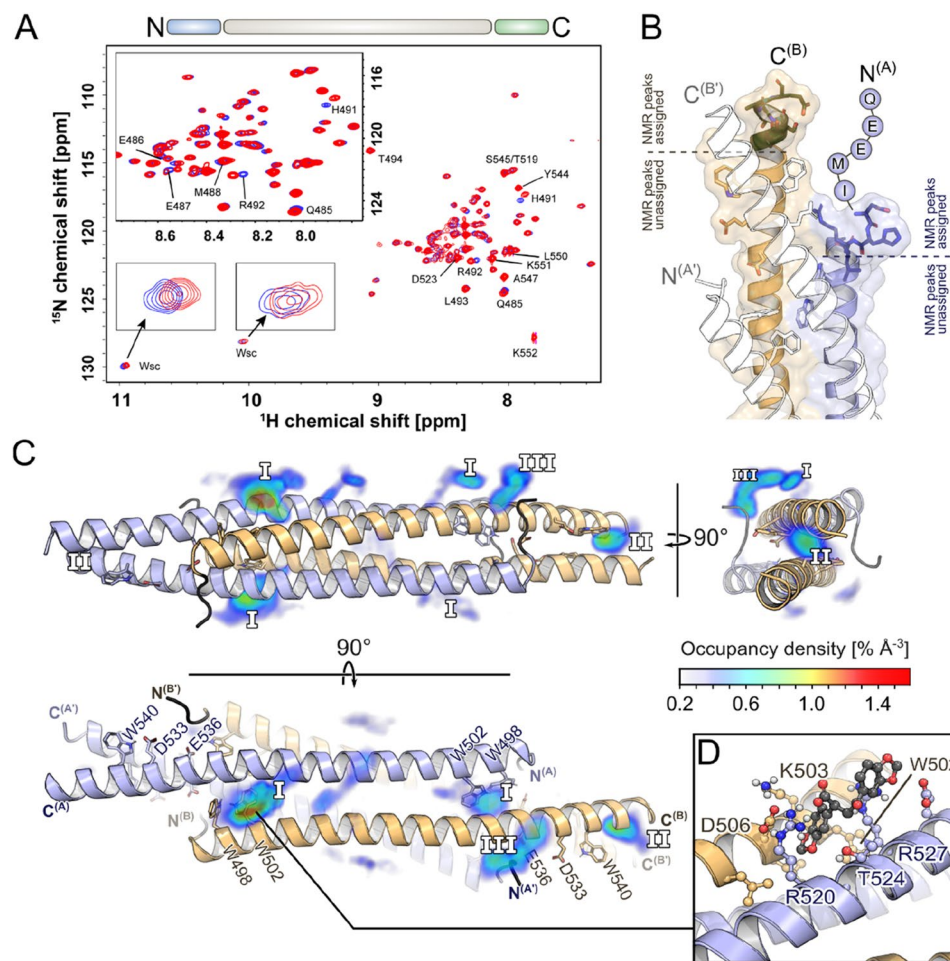 A
N
C
110
115
120
125
130
¹⁵N chemical shift [ppm]
116
120
124
H491
E486
E487
M488
R492
Q485
8.6
8.4
8.2
8.0
T494
S545/T519
Y544
H491
L550
K551
D523
R492
A547
L493
Q485
K552
Wsc
Wsc
11
10
9
8
¹H chemical shift [ppm]
B
C(B')
C(B)
N(A)
Q
E
E
M
I
NMR peaks assigned
NMR peaks unassigned
N(A')
NMR peaks assigned
NMR peaks unassigned
C
I
I
III
II
II
I
I
90°
III
I
II
90°
Occupancy density [% Å⁻³]
0.2 0.6 1.0 1.4
C(A')
N(B')
W540
D533
E536
W502
W498
N(A)
C(A)
N(B)
I
I
W498
W502
III
N(A')
E536
D533
W540
C(B)
II
C(B')
D
K503
W502
D506
R527
T524
R520